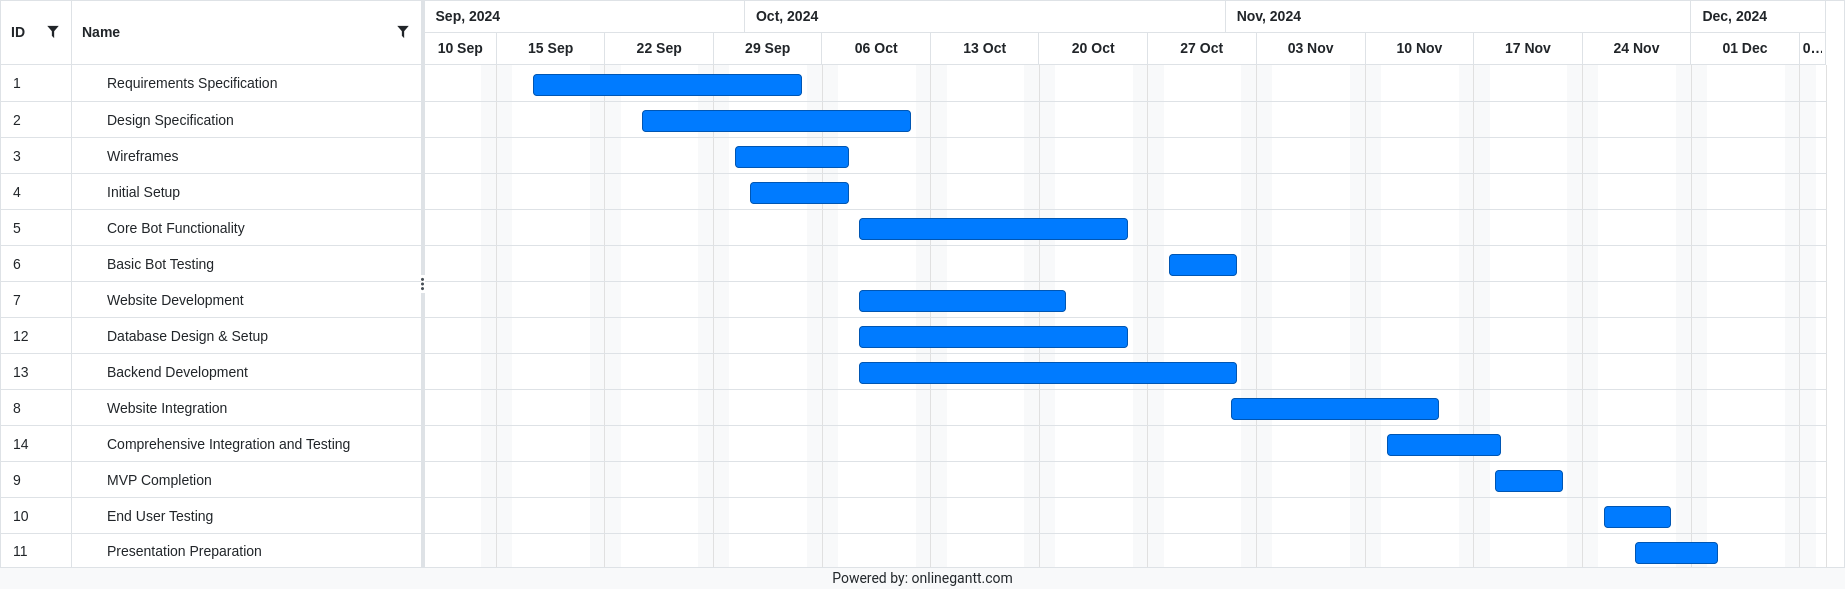 ID Name Sep, 2024 Oct, 2024 Nov, 2024 Dec, 2024
10 Sep 15 Sep 22 Sep 29 Sep 06 Oct 13 Oct 20 Oct 27 Oct 03 Nov 10 Nov 17 Nov 24 Nov 01 Dec 0...
1 Requirements Specification
2 Design Specification
3 Wireframes
4 Initial Setup
5 Core Bot Functionality
6 Basic Bot Testing
7 Website Development
12 Database Design & Setup
13 Backend Development
8 Website Integration
14 Comprehensive Integration and Testing
9 MVP Completion
10 End User Testing
11 Presentation Preparation
Powered by: onlinegantt.com